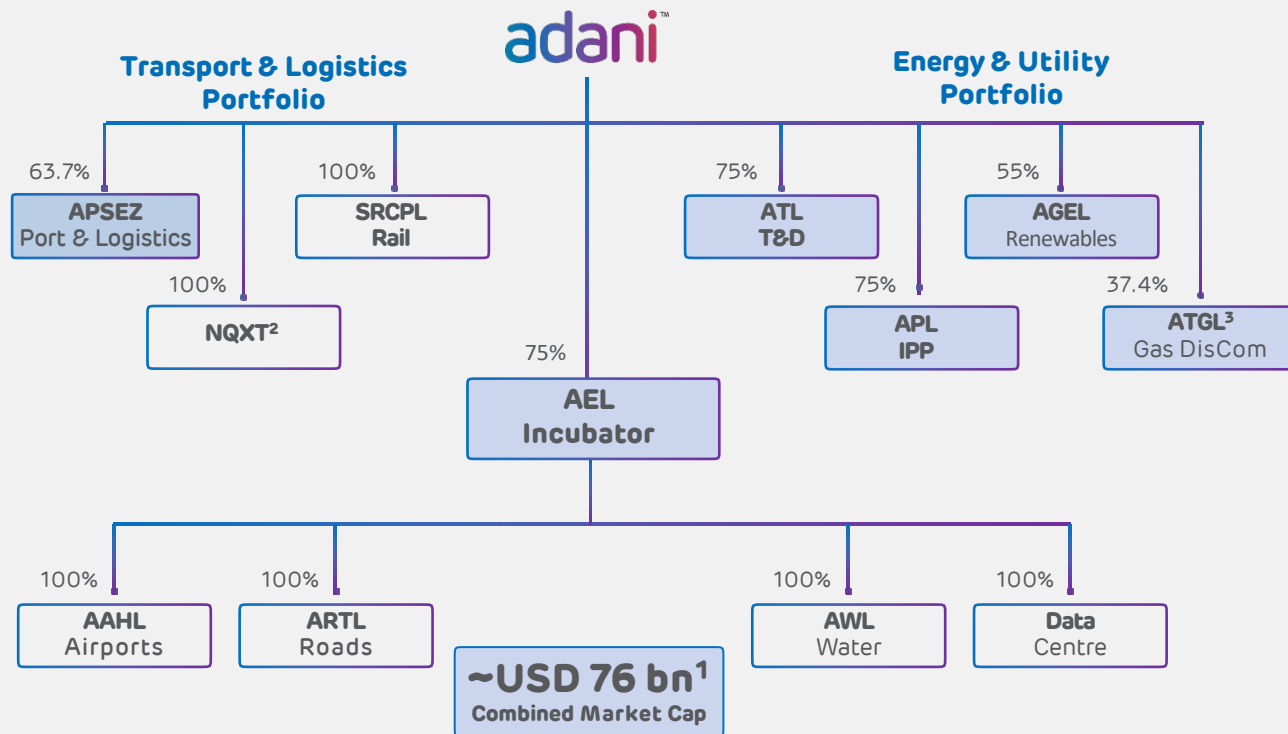 adani™
Transport & Logistics
Portfolio
Energy & Utility
Portfolio
63.7%
APSEZ
Port & Logistics
100%
SRCPL
Rail
75%
ATL
T&D
55%
AGEL
Renewables
100%
NQXT²
75%
APL
IPP
37.4%
ATGL³
Gas DisCom
75%
AEL
Incubator
100%
AAHL
Airports
100%
ARTL
Roads
100%
AWL
Water
100%
Data
Centre
~USD 76 bn¹
Combined Market Cap